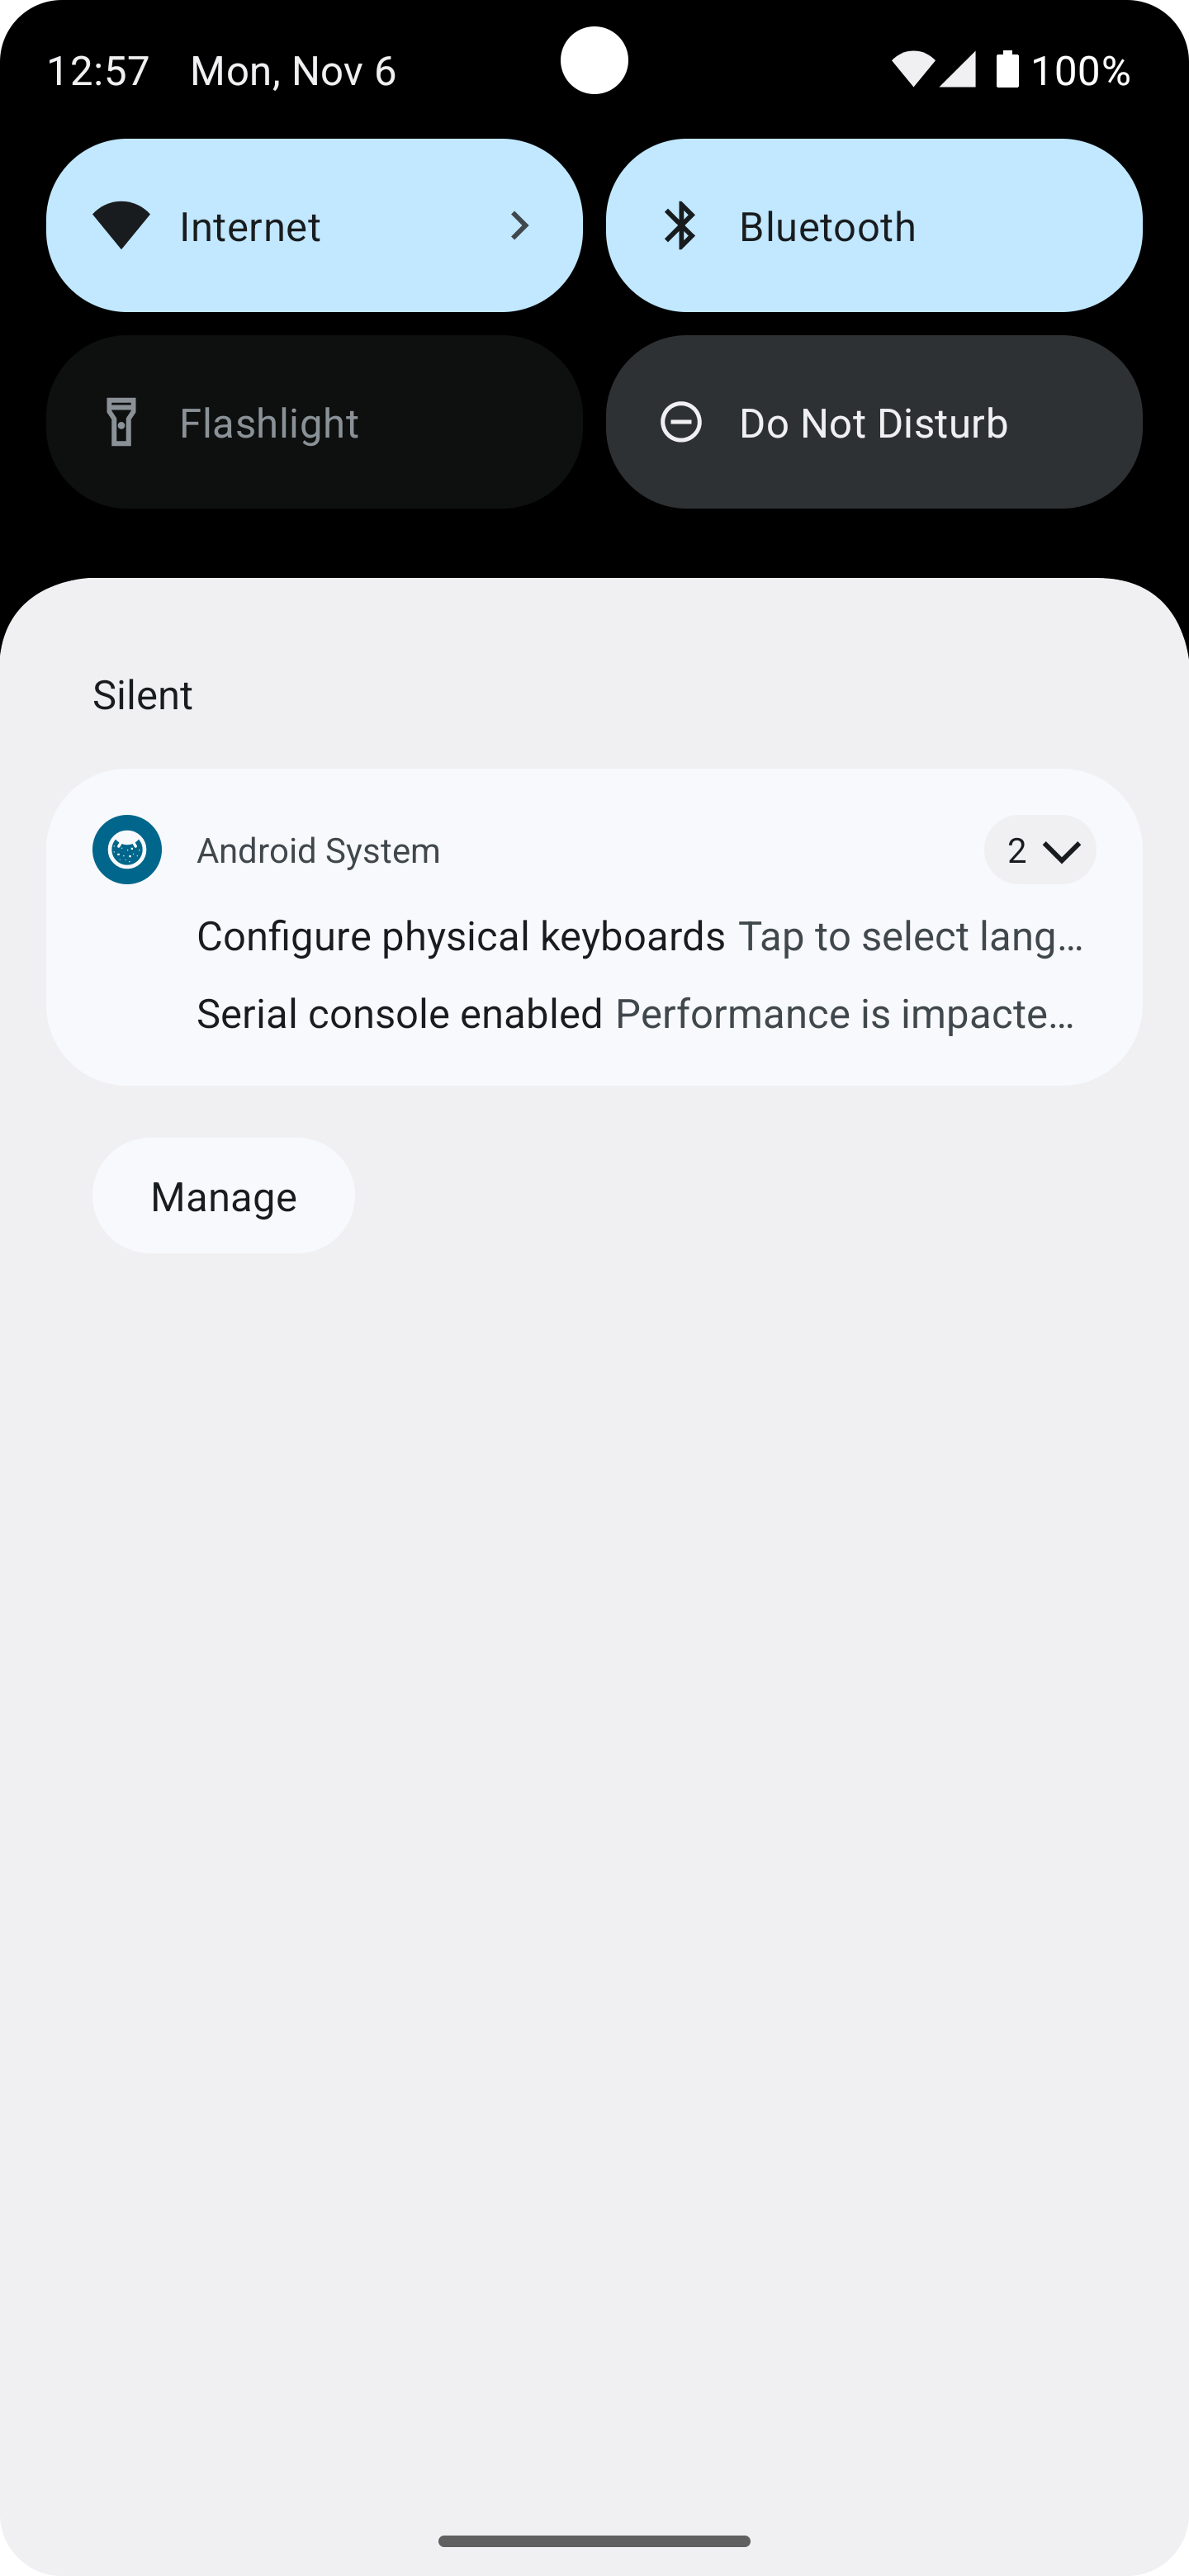 12:57 Mon, Nov 6 100%
Internet Bluetooth
Flashlight Do Not Disturb
Silent
Android System 2
Configure physical keyboards Tap to select lang…
Serial console enabled Performance is impacte…
Manage